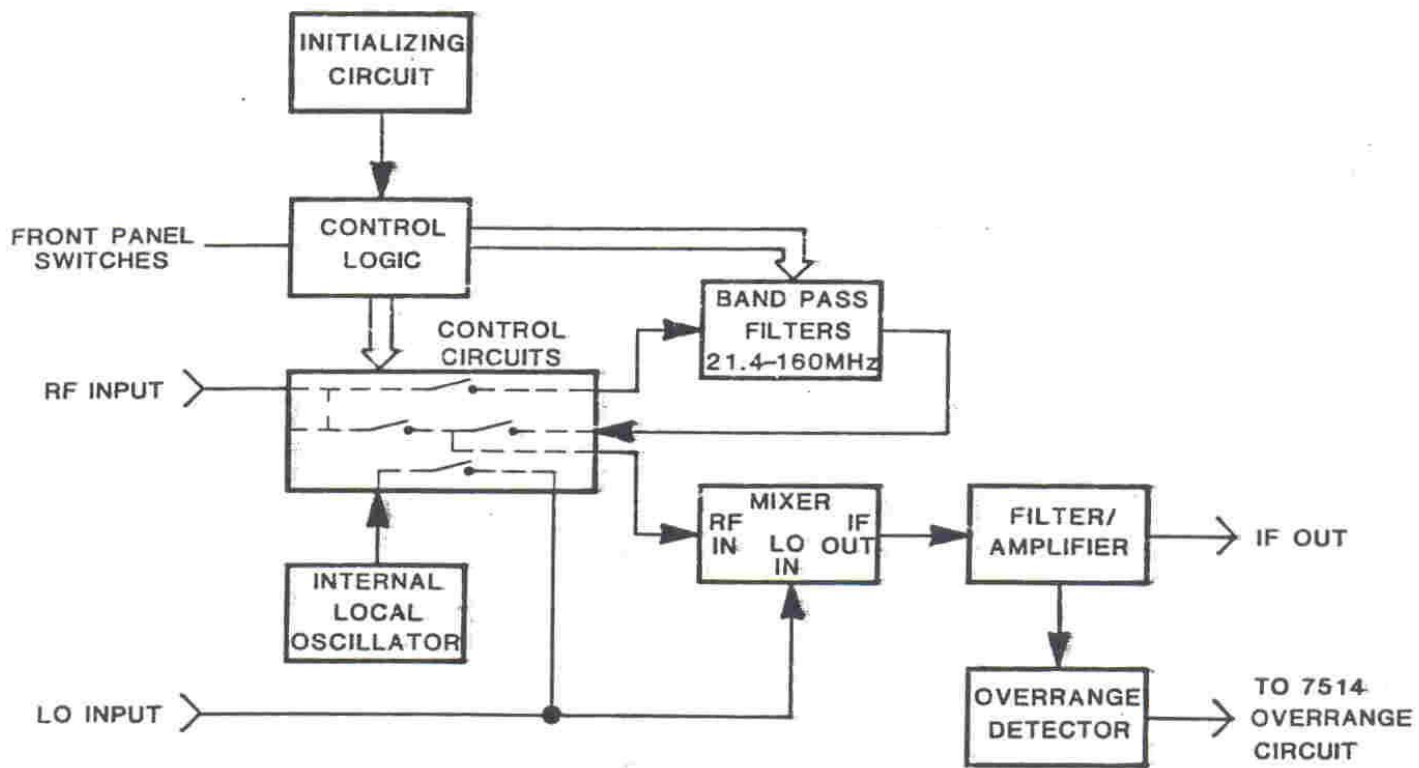 INITIALIZING
CIRCUIT
FRONT PANEL
SWITCHES
CONTROL
LOGIC
CONTROL
CIRCUITS
BAND PASS
FILTERS
21.4-160MHz
RF INPUT
MIXER
RF
IN
LO
IN
IF
OUT
FILTER/
AMPLIFIER
IF OUT
INTERNAL
LOCAL
OSCILLATOR
LO INPUT
OVERRANGE
DETECTOR
TO 7514
OVERRANGE
CIRCUIT